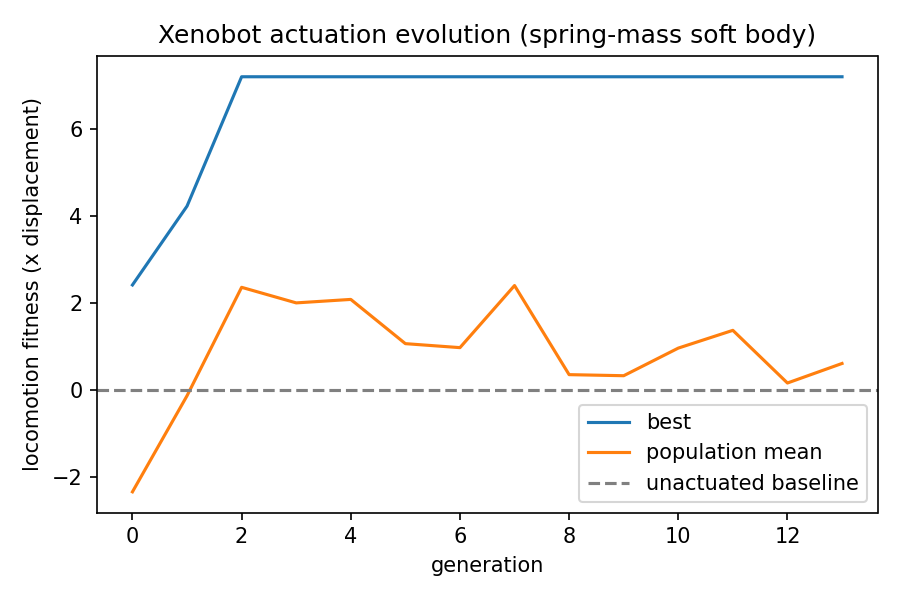 Xenobot actuation evolution (spring-mass soft body)
locomotion fitness (x displacement)
6
4
2
0
−2
best
population mean
unactuated baseline
0 2 4 6 8 10 12
generation